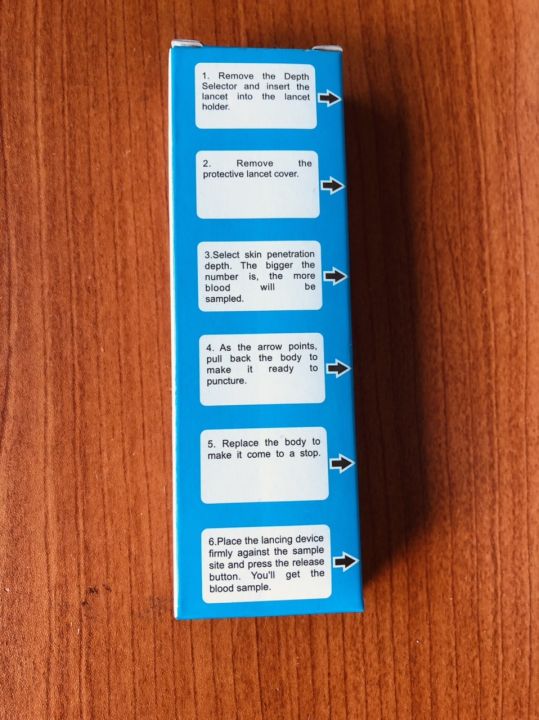 1. Remove the Depth
Selector and insert the
lancet into the lancet
holder.
2. Remove the
protective lancet cover.
3.Select skin penetration
depth. The bigger the
number is, the more
blood will be
sampled.
4. As the arrow points,
pull back the body to
make it ready to
puncture.
5. Replace the body to
make it come to a stop.
6.Place the lancing device
firmly against the sample
site and press the release
button. You'll get the
blood sample.